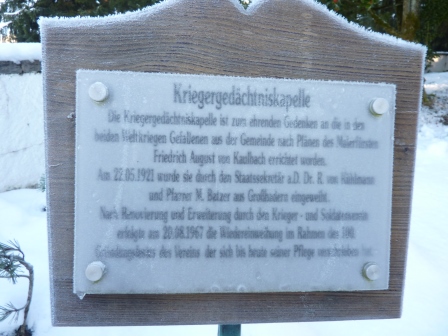 Kriegergedächtniskapelle
Die Kriegergedächtniskapelle ist zum ehrenden Gedenken an die in den
beiden Weltkriegen Gefallenen aus der Gemeinde nach Plänen des Malerfürsten
Friedrich August von Kaulbach errichtet worden.
Am 22.05.1921 wurde sie durch den Staatssekretär a.D. Dr. R. von Kühlmann
und Pfarrer M. Batzer aus Großhadern eingeweiht.
Nach Renovierung und Erweiterung durch den Krieger - und Soldatenverein
erfolgte am 20.08.1967 die Wiedereinweihung im Rahmen des 100.
Gründungsfestes des Vereins der sich bis heute seiner Pflege verschrieben hat.